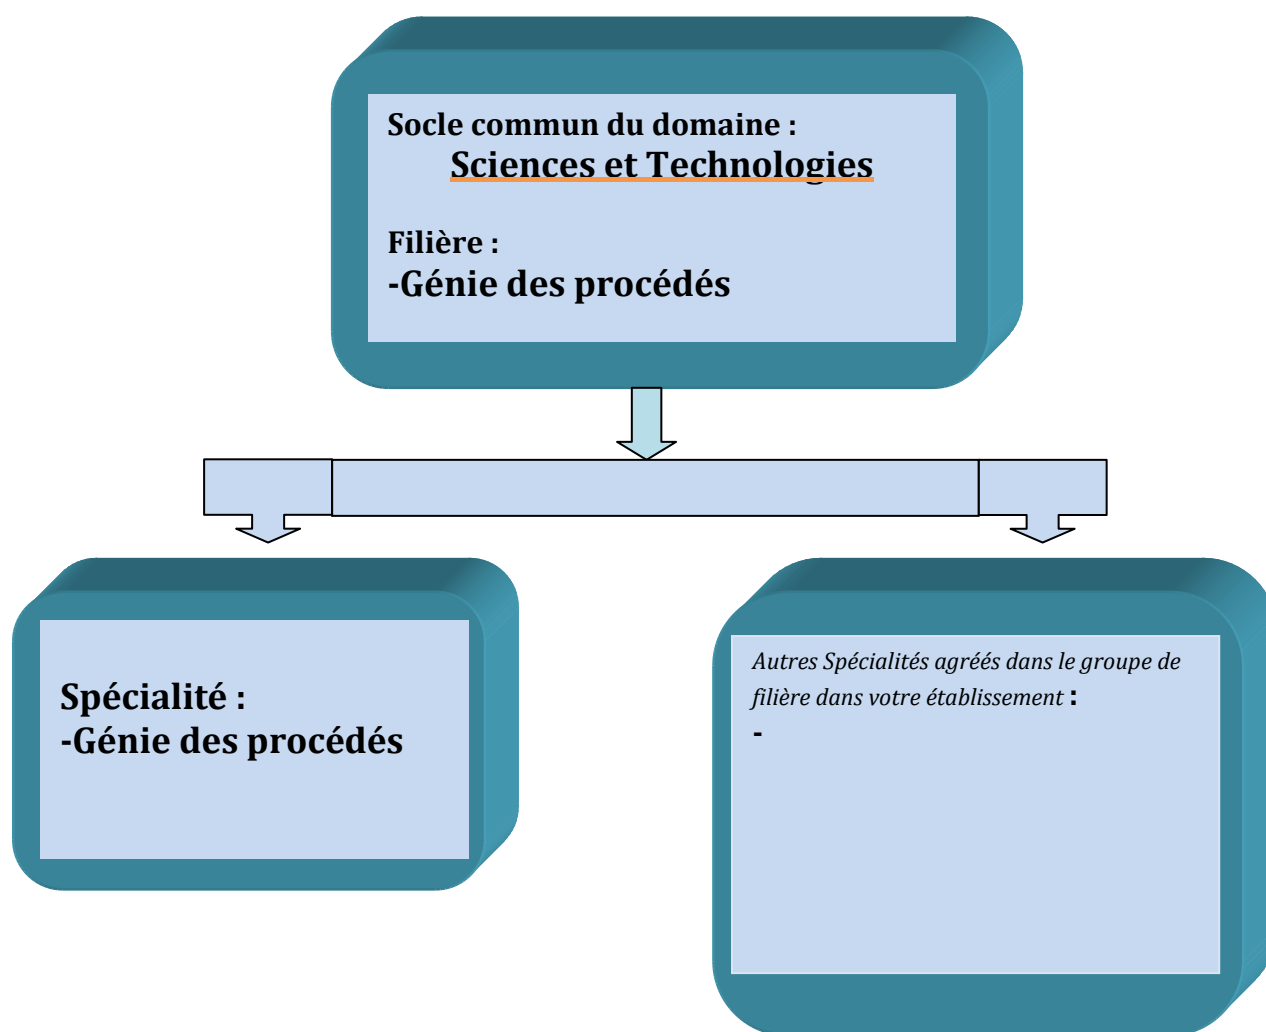 Socle commun du domaine :
Sciences et Technologies
Filière :
-Génie des procédés
Spécialité :
-Génie des procédés
Autres Spécialités agréés dans le groupe de
filière dans votre établissement :
-